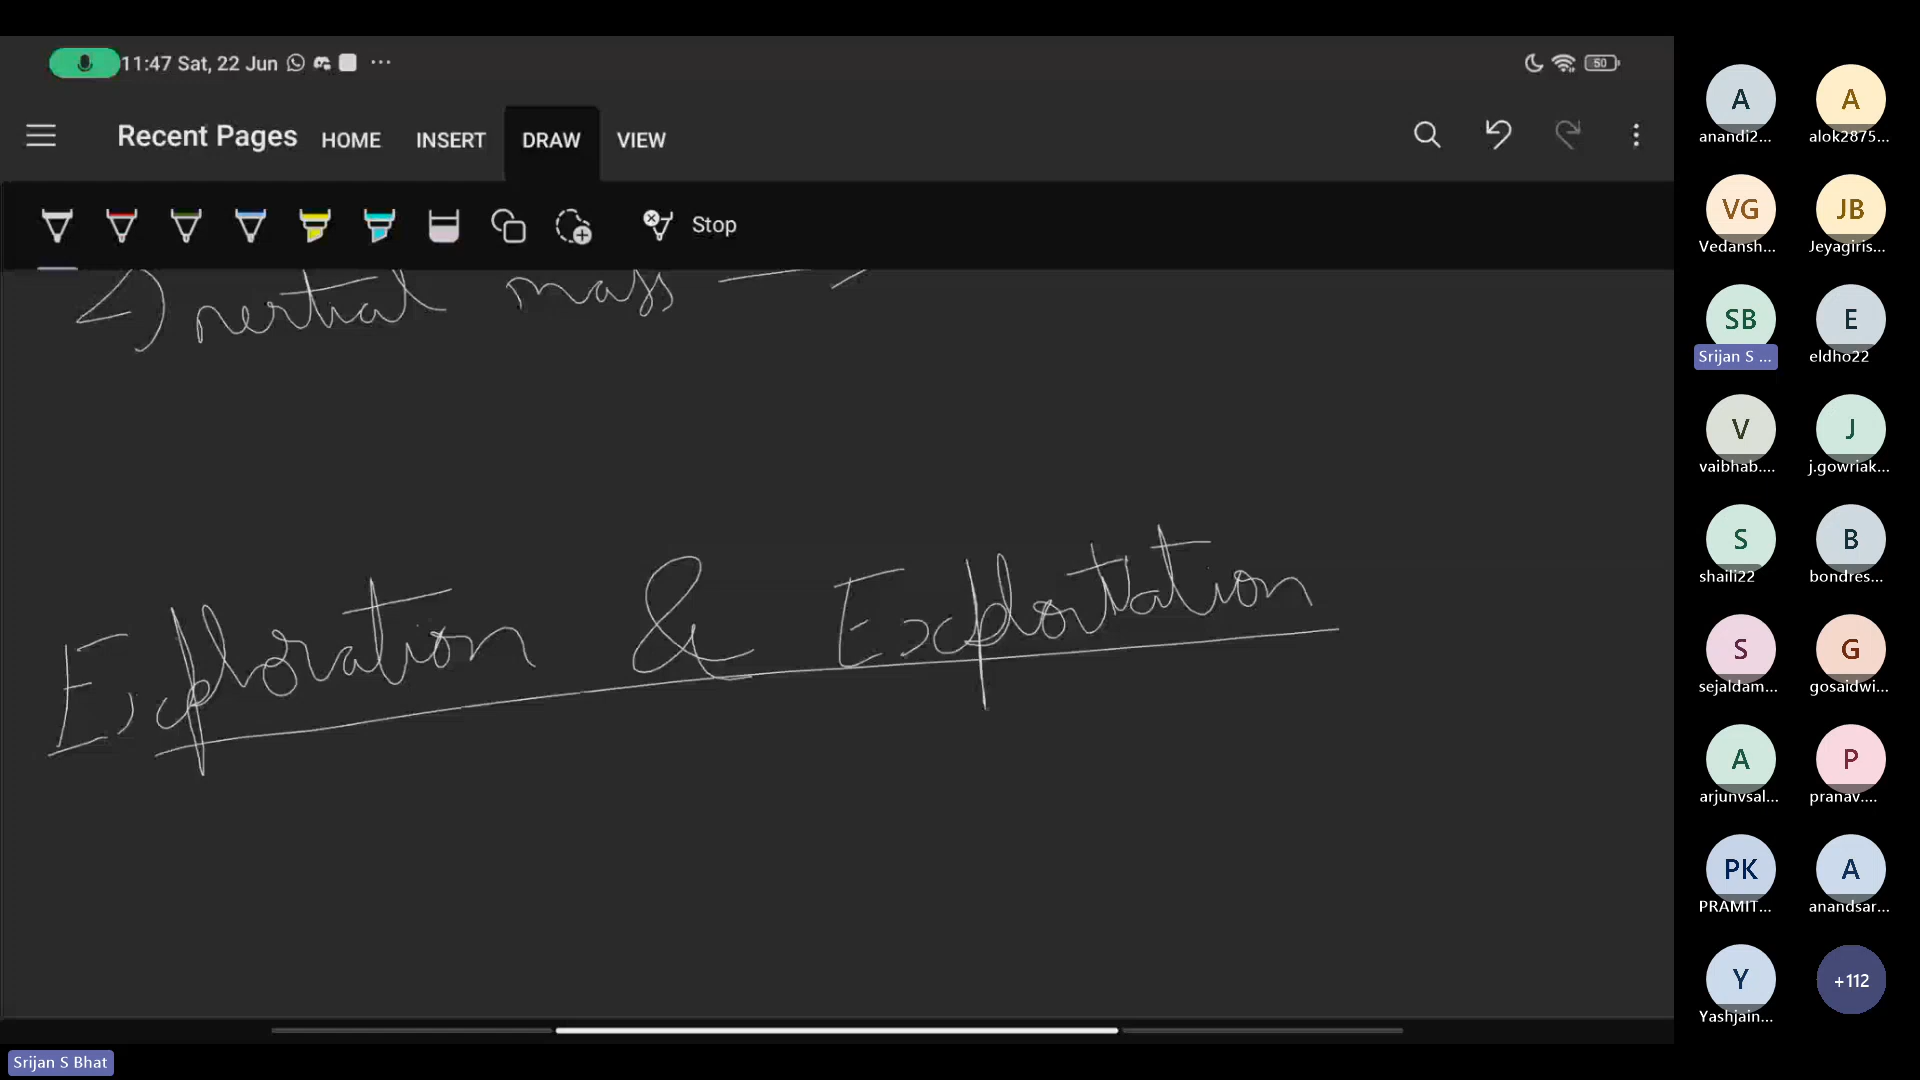 11:47 Sat, 22 Jun ...
50
Recent Pages HOME INSERT DRAW VIEW
Stop
Inertial mass →
Exploration & Exploitation
A A
anandi2... alok2875...
VG JB
Vedansh... Jeyagiris...
SB E
Srijan S ... eldho22
V J
vaibhab.... j.gowriak...
S B
shaili22 bondres...
S G
sejaldam... gosaidwi...
A P
arjunvsal... pranav....
PK A
PRAMIT... anandsar...
Y +112
Yashjain...
Srijan S Bhat